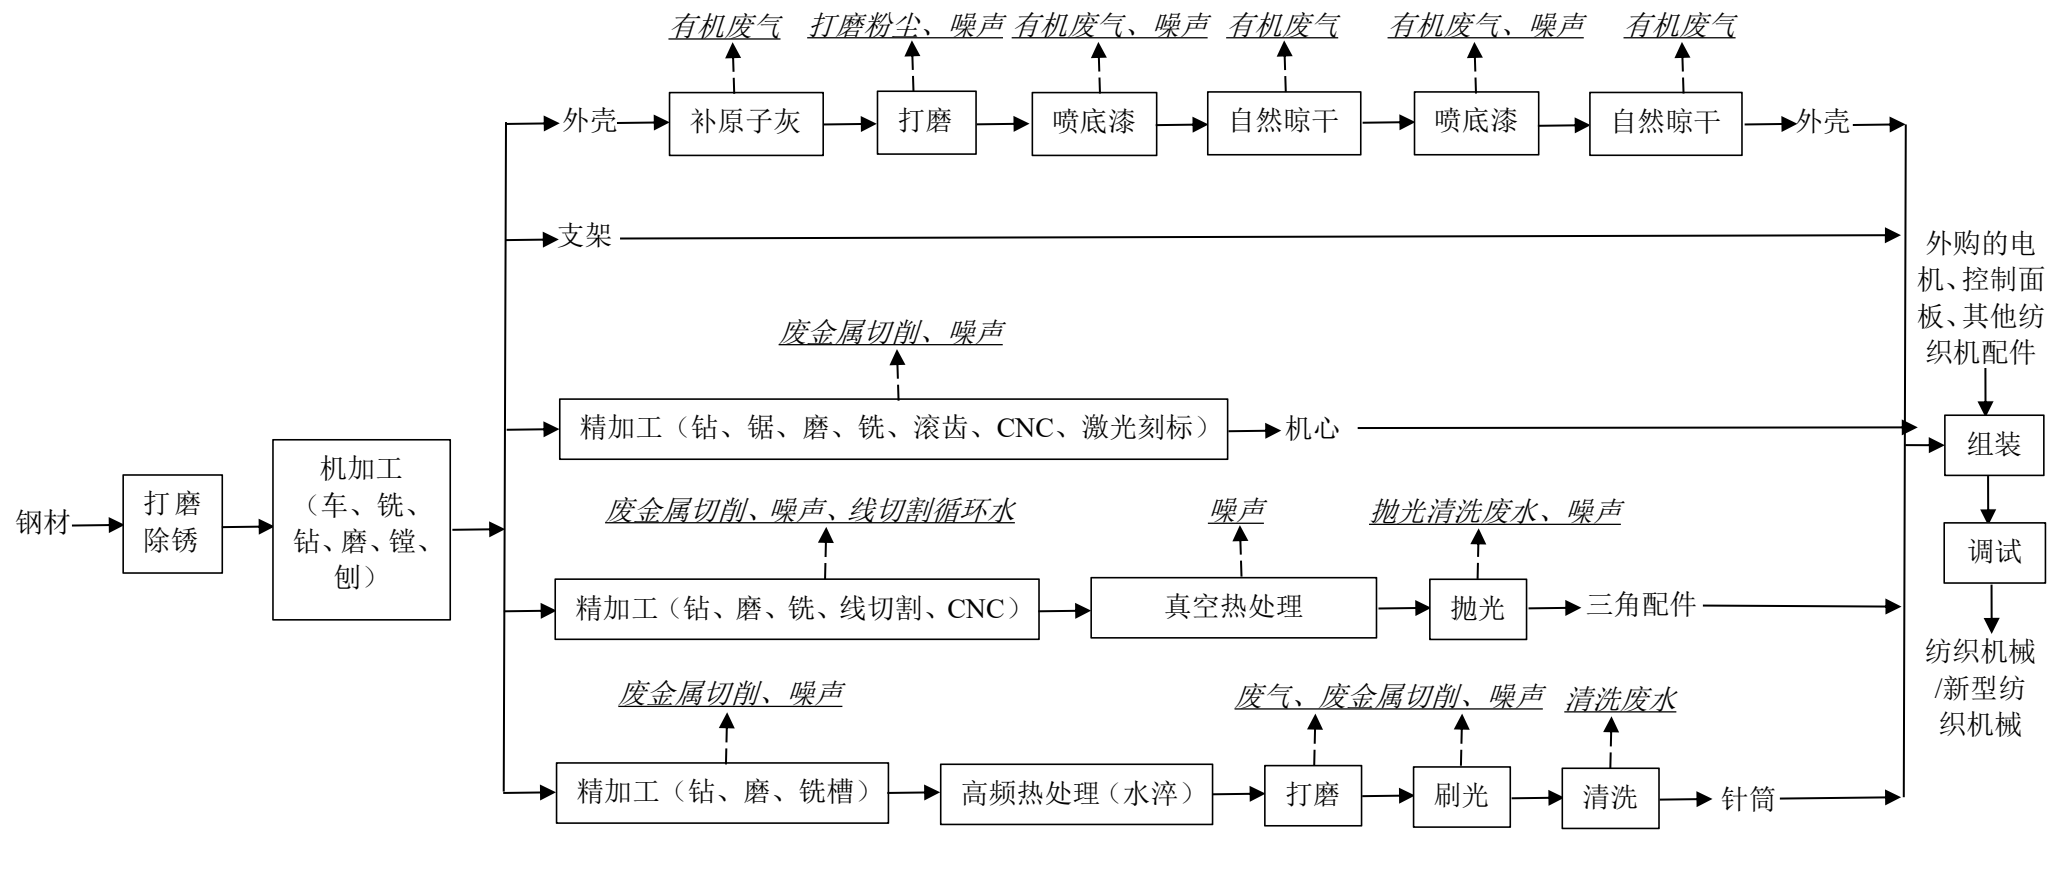 有机废气
打磨粉尘、噪声
有机废气、噪声
有机废气
有机废气、噪声
有机废气
外壳
补原子灰
打磨
喷底漆
自然晾干
喷底漆
自然晾干
外壳
支架
外购的电
机、控制面
板、其他纺
织机配件
废金属切削、噪声
精加工（钻、锯、磨、铣、滚齿、CNC、激光刻标）
机心
组装
钢材
打磨
除锈
机加工
（车、铣、
钻、磨、镗、
刨）
废金属切削、噪声、线切割循环水
噪声
抛光清洗废水、噪声
精加工（钻、磨、铣、线切割、CNC）
真空热处理
抛光
三角配件
调试
纺织机械
/新型纺
织机械
废金属切削、噪声
废气、废金属切削、噪声
清洗废水
精加工（钻、磨、铣槽）
高频热处理（水淬）
打磨
刷光
清洗
针筒